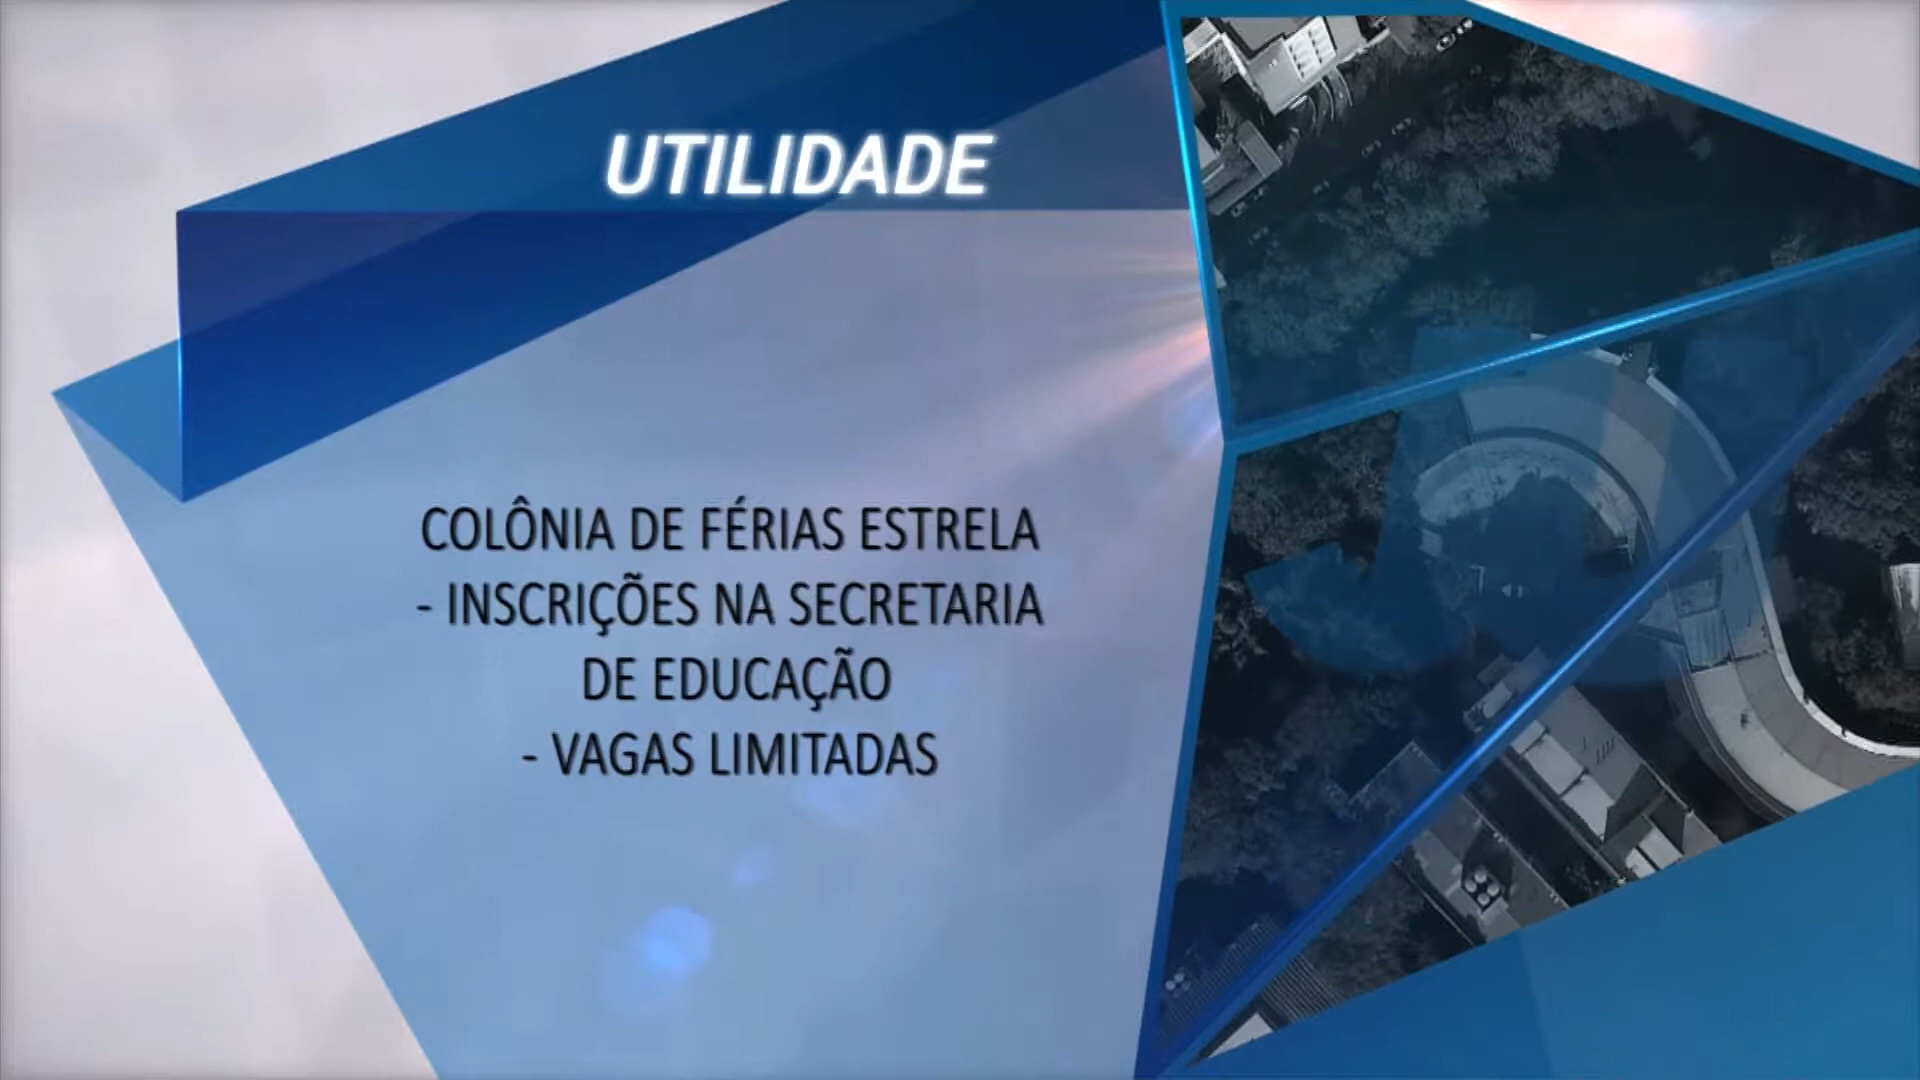 UTILIDADE
COLÔNIA DE FÉRIAS ESTRELA
- INSCRIÇÕES NA SECRETARIA
DE EDUCAÇÃO
- VAGAS LIMITADAS